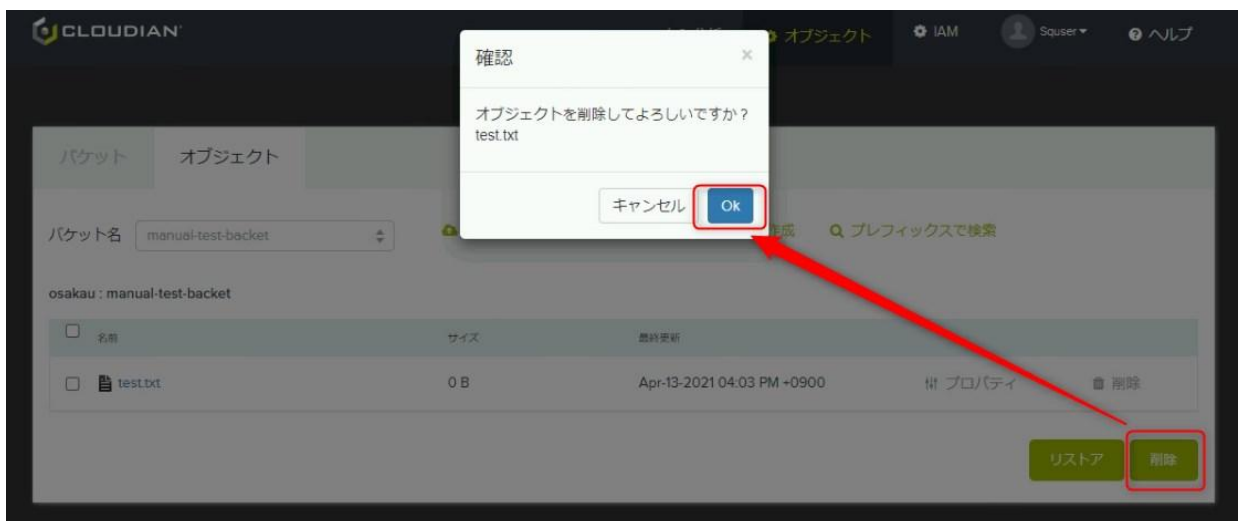 CLOUDIAN
オブジェクト
IAM
Squser
ヘルプ
確認
×
オブジェクトを削除してよろしいですか？
test.txt
キャンセル
Ok
バケット
オブジェクト
バケット名
manual-test-backet
作成
プレフィックスで検索
osakau : manual-test-backet
名前
サイズ
最終更新
test.txt
0 B
Apr-13-2021 04:03 PM +0900
プロパティ
削除
リストア
削除